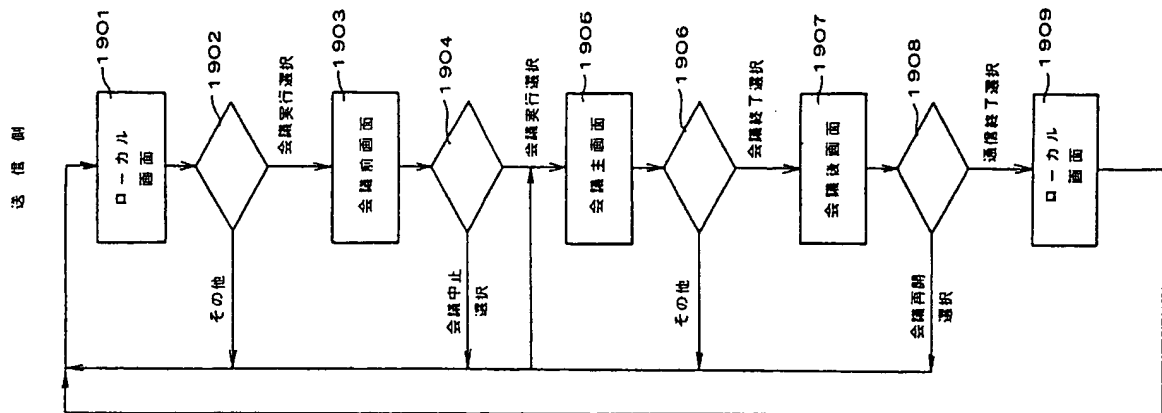 送信側
ローカル
画面
1901
1902
会議実行選択
その他
会議前画面
1903
1904
会議中止
選択
会議実行選択
会議主画面
1905
1906
その他
会議終了選択
会議後画面
1907
1908
会議再開
選択
通信終了選択
ローカル
画面
1909